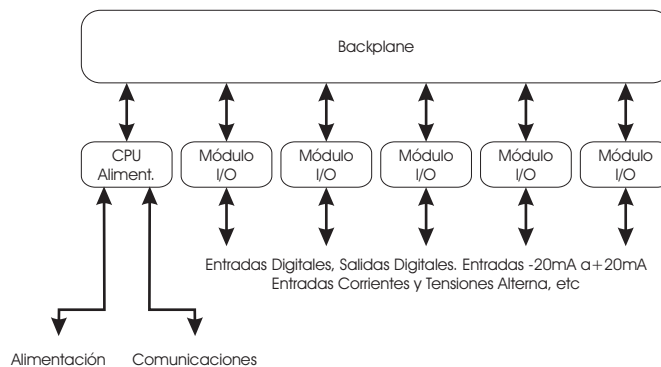 Backplane
CPU
Aliment.
Módulo
I/O
Módulo
I/O
Módulo
I/O
Módulo
I/O
Módulo
I/O
Entradas Digitales, Salidas Digitales. Entradas -20mA a+20mA
Entradas Corrientes y Tensiones Alterna, etc
Alimentación
Comunicaciones